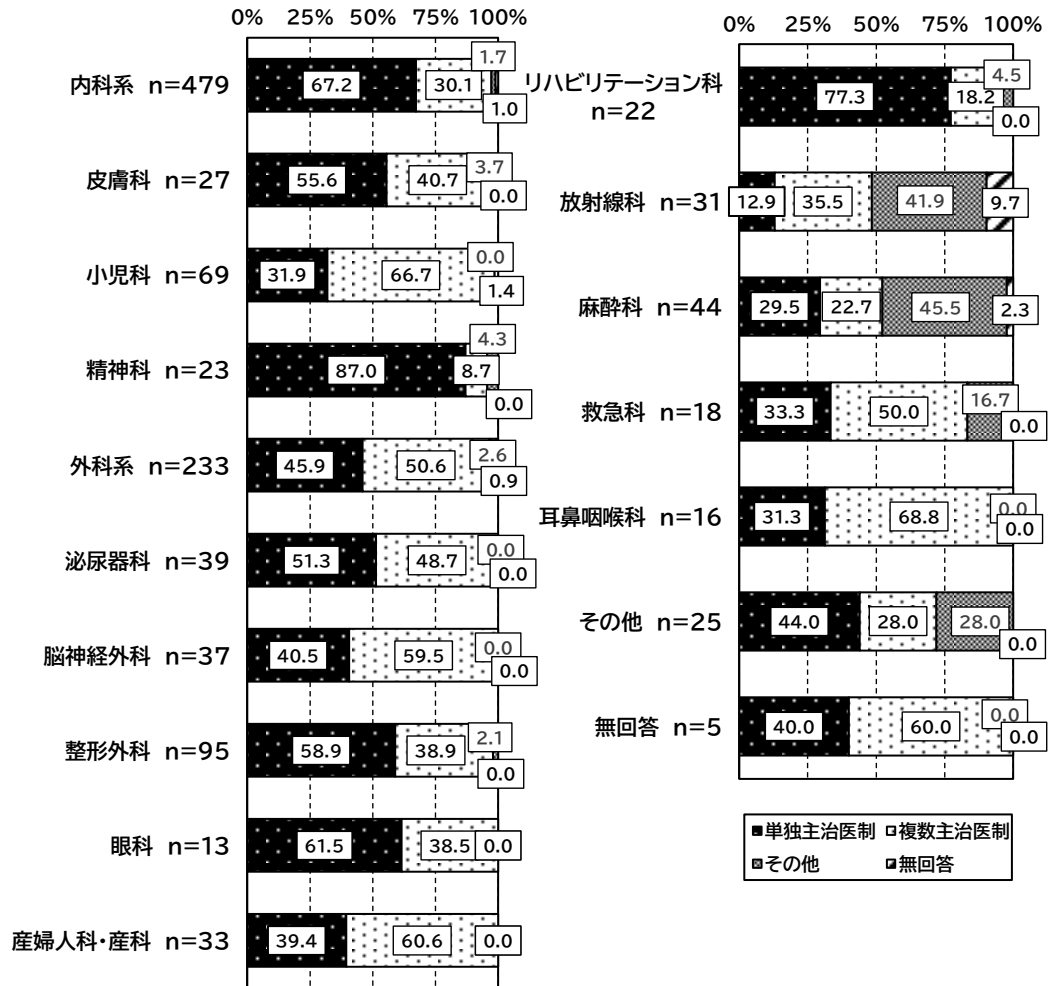 0% 25% 50% 75% 100%
内科系 n=479 67.2 30.1 1.7 1.0
皮膚科 n=27 55.6 40.7 3.7 0.0
小児科 n=69 31.9 66.7 0.0 1.4
精神科 n=23 87.0 8.7 4.3 0.0
外科系 n=233 45.9 50.6 2.6 0.9
泌尿器科 n=39 51.3 48.7 0.0 0.0
脳神経外科 n=37 40.5 59.5 0.0 0.0
整形外科 n=95 58.9 38.9 2.1 0.0
眼科 n=13 61.5 38.5 0.0
産婦人科・産科 n=33 39.4 60.6 0.0
0% 25% 50% 75% 100%
リハビリテーション科
n=22 77.3 18.2 4.5 0.0
放射線科 n=31 12.9 35.5 41.9 9.7
麻酔科 n=44 29.5 22.7 45.5 2.3
救急科 n=18 33.3 50.0 16.7 0.0
耳鼻咽喉科 n=16 31.3 68.8 0.0 0.0
その他 n=25 44.0 28.0 28.0 0.0
無回答 n=5 40.0 60.0 0.0 0.0
単独主治医制 複数主治医制
その他 無回答